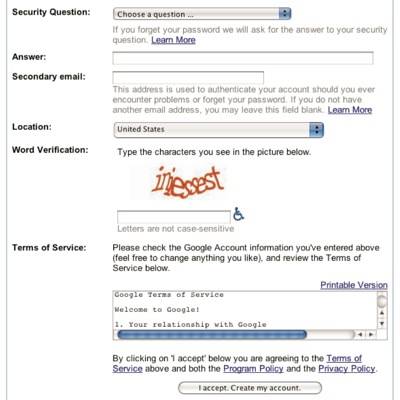 Security Question:
Choose a question ...
If you forget your password we will ask for the answer to your security
question. Learn More
Answer:
Secondary email:
This address is used to authenticate your account should you ever
encounter problems or forget your password. If you do not have
another email address, you may leave this field blank. Learn More
Location:
United States
Word Verification:
Type the characters you see in the picture below.
Letters are not case-sensitive
Terms of Service:
Please check the Google Account information you've entered above
(feel free to change anything you like), and review the Terms of
Service below.
Printable Version
Google Terms of Service
Welcome to Google!
1. Your relationship with Google
By clicking on 'I accept' below you are agreeing to the Terms of
Service above and both the Program Policy and the Privacy Policy.
I accept. Create my account.